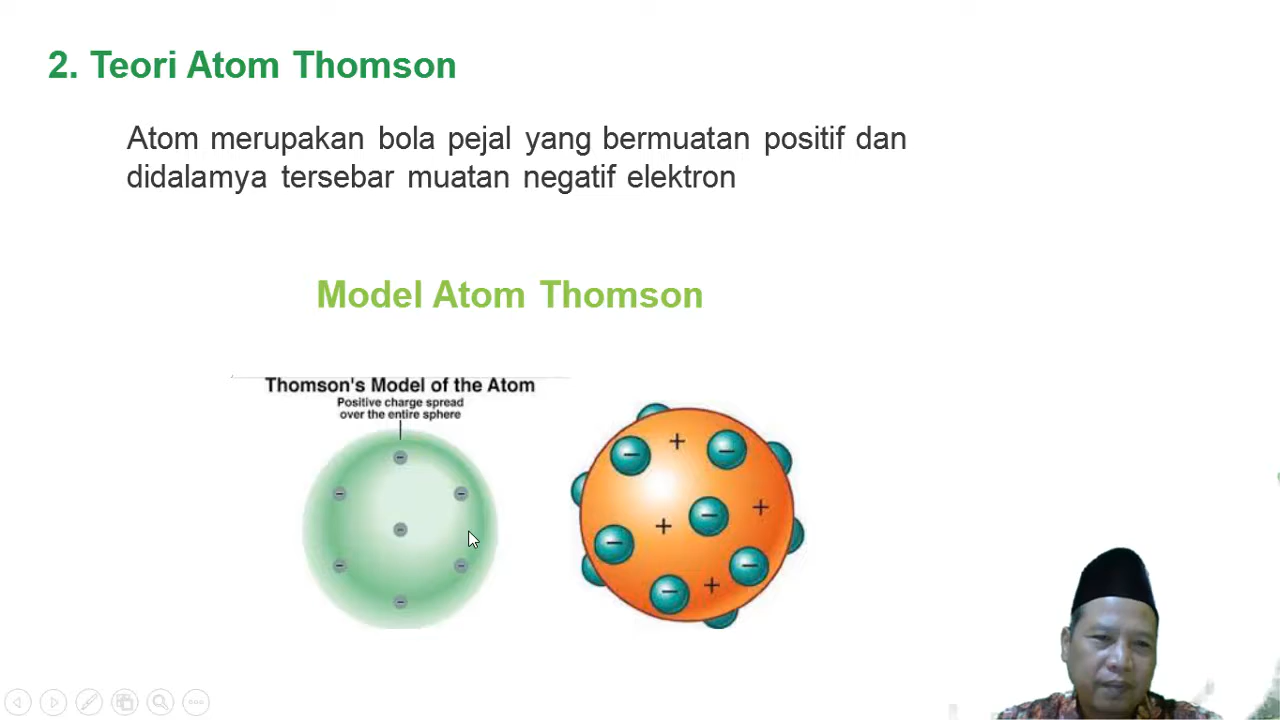 2. Teori Atom Thomson
Atom merupakan bola pejal yang bermuatan positif dan
didalamya tersebar muatan negatif elektron
Model Atom Thomson
Thomson's Model of the Atom
Positive charge spread
over the entire sphere